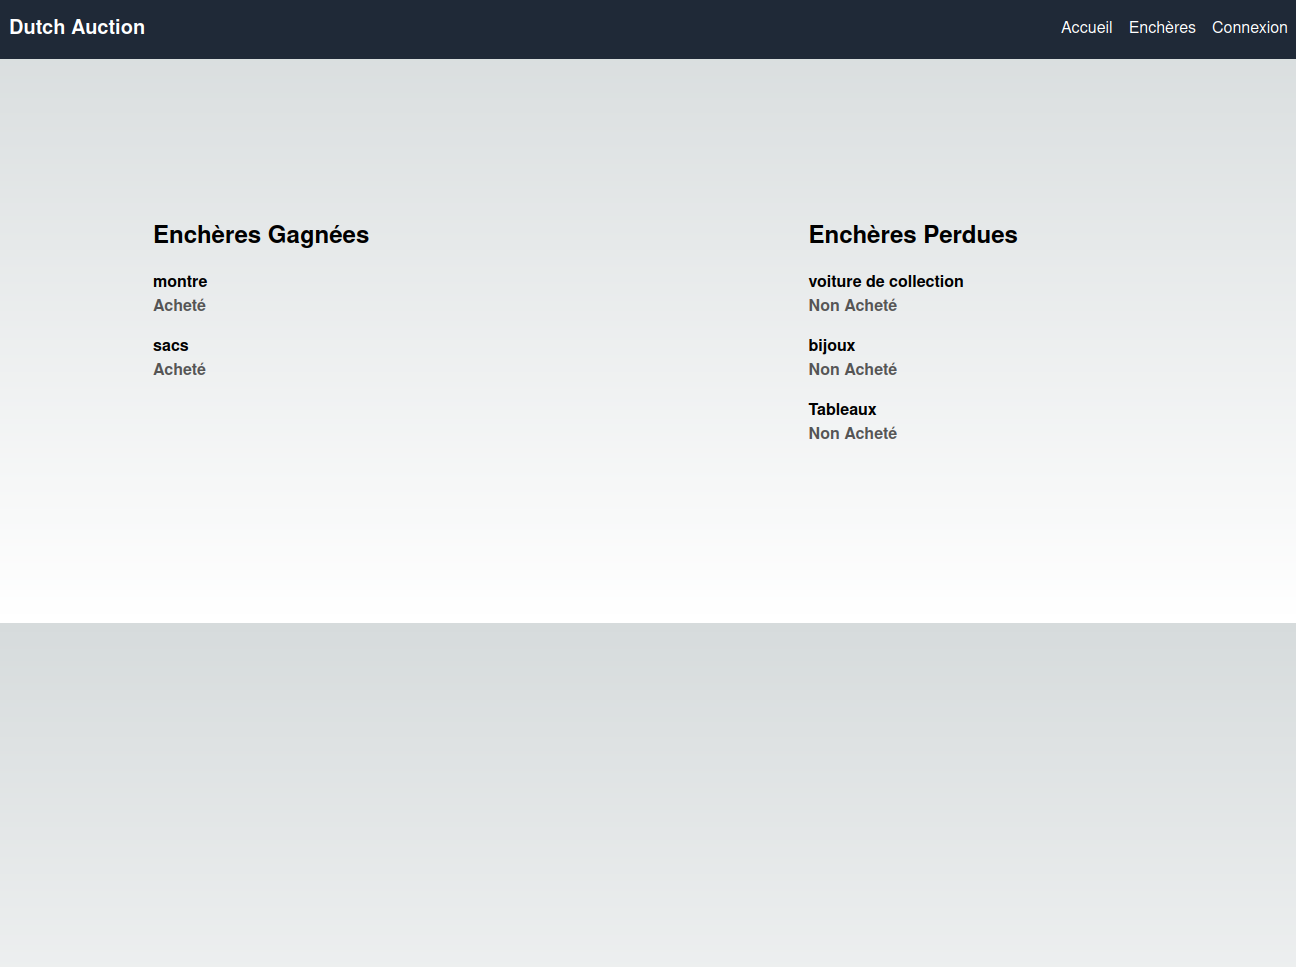 Dutch Auction
Accueil Enchères Connexion
Enchères Gagnées
montre
Acheté
sacs
Acheté
Enchères Perdues
voiture de collection
Non Acheté
bijoux
Non Acheté
Tableaux
Non Acheté